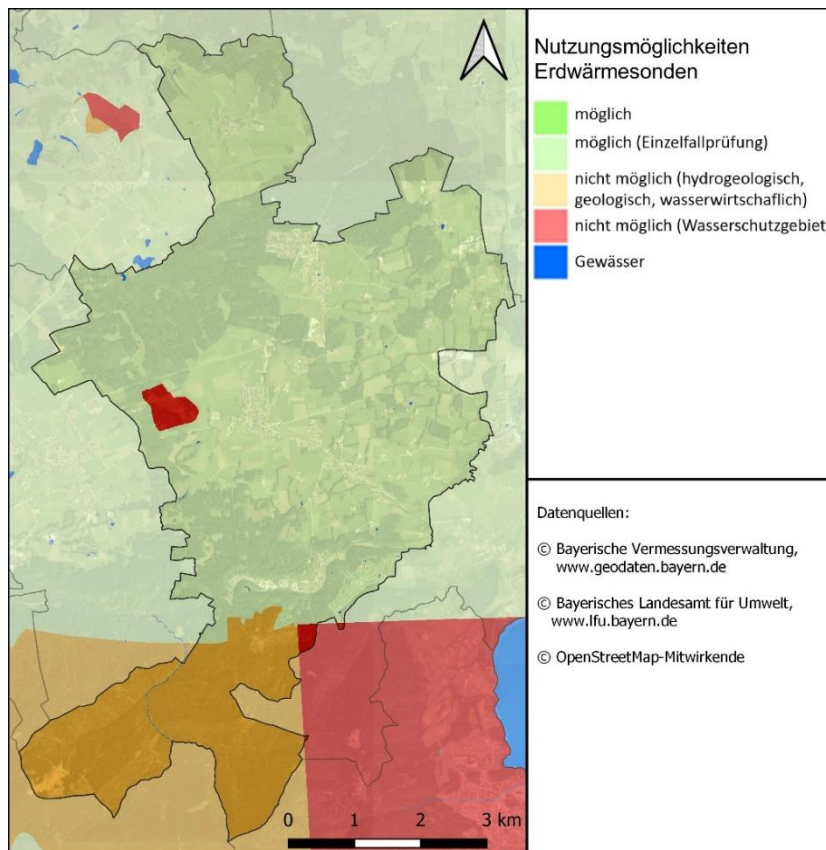 Nutzungsmöglichkeiten
Erdwärmesonden
möglich
möglich (Einzelfallprüfung)
nicht möglich (hydrogeologisch,
geologisch, wasserwirtschaflich)
nicht möglich (Wasserschutzgebiet
Gewässer
Datenquellen:
© Bayerische Vermessungsverwaltung,
www.geodaten.bayern.de
© Bayerisches Landesamt für Umwelt,
www.lfu.bayern.de
© OpenStreetMap-Mitwirkende
0 1 2 3 km